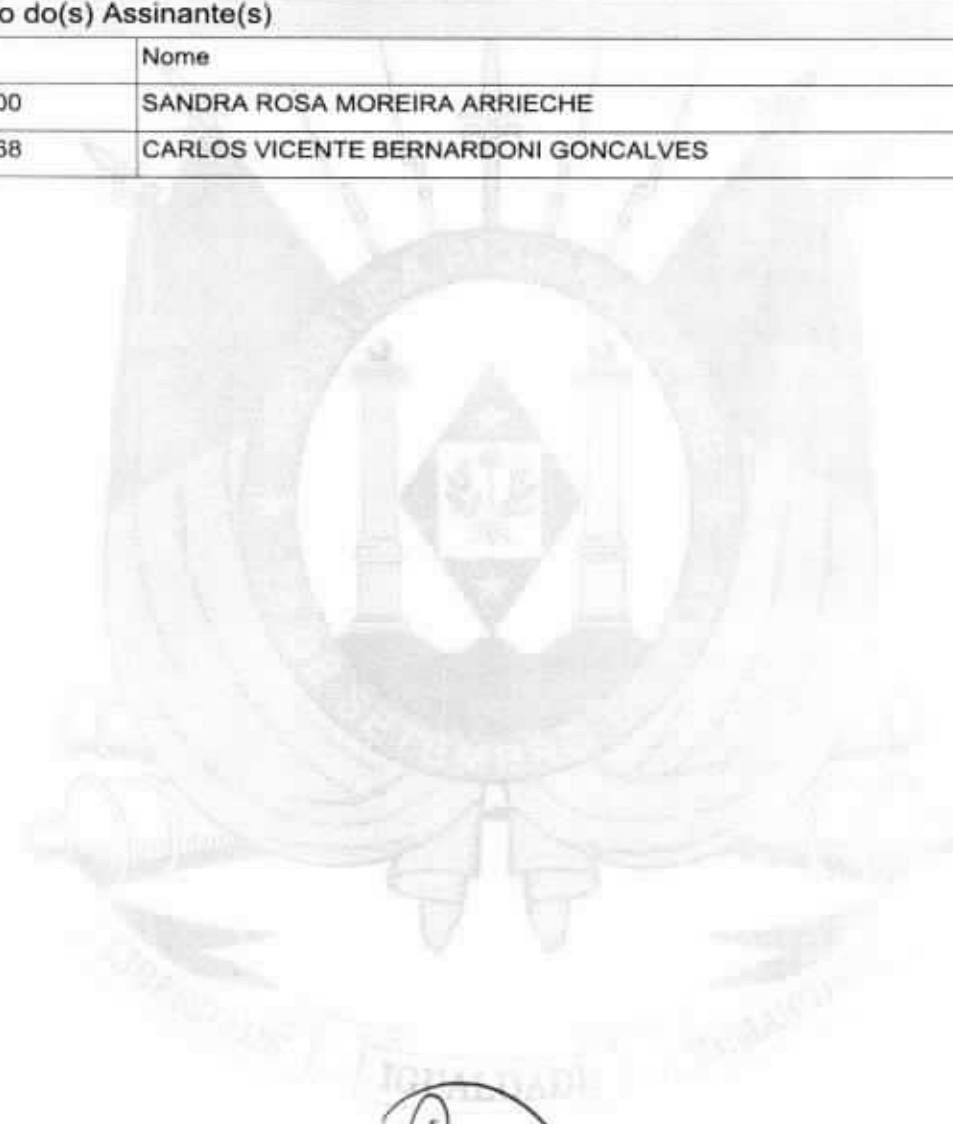 o do(s) Assinante(s)
Nome
00 SANDRA ROSA MOREIRA ARRIECHE
68 CARLOS VICENTE BERNARDONI GONCALVES
IGUALDADE